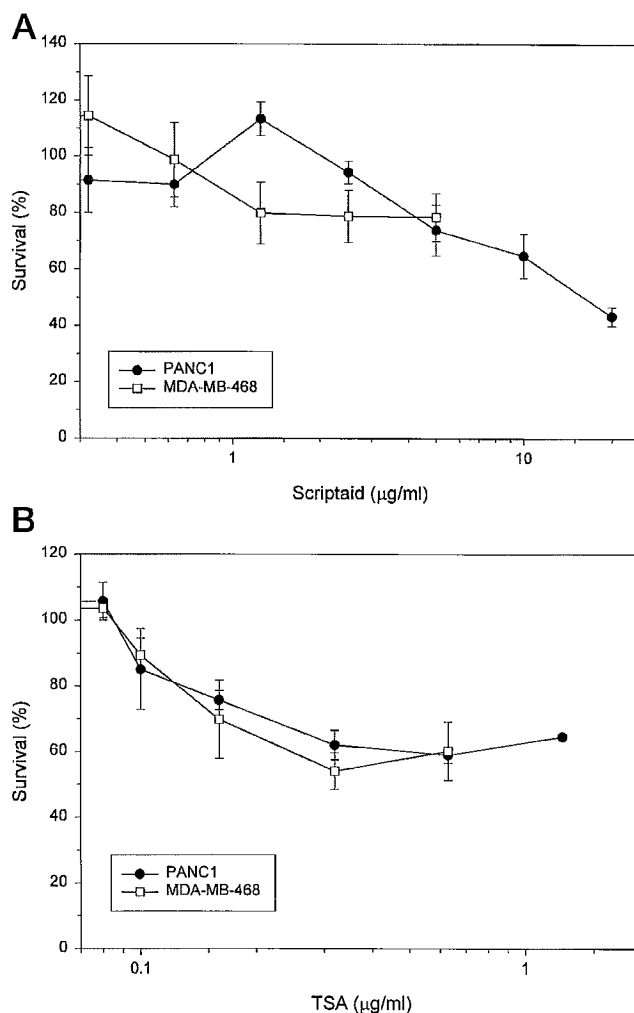 A
140
120
100
80
60
40
20
0
Survival (%)
PANC1
MDA-MB-468
1
10
Scriptaid (μg/ml)
B
120
100
80
60
40
20
0
Survival (%)
PANC1
MDA-MB-468
0.1
1
TSA (μg/ml)